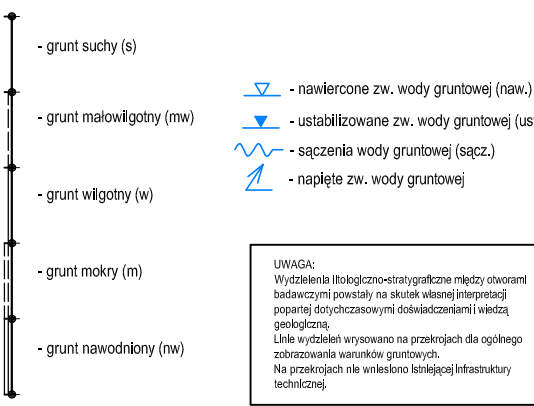 - grunt suchy (s)
- grunt małowilgotny (mw)
- grunt wilgotny (w)
- grunt mokry (m)
- grunt nawodniony (nw)
- nawiercone zw. wody gruntowej (naw.)
- ustabilizowane zw. wody gruntowej (ust
- sączenia wody gruntowej (sącz.)
- napięte zw. wody gruntowej
UWAGA:
Wydzielenia litologiczno-stratygraficzne między otworami
badawczymi powstały na skutek własnej interpretacji
popartej dotychczasowymi doświadczeniami i wiedzą
geologiczną.
Linie wydzieleń wrysowano na przekrojach dla ogólnego
zobrazowania warunków gruntowych.
Na przekrojach nie wniesiono istniejącej infrastruktury
technicznej.